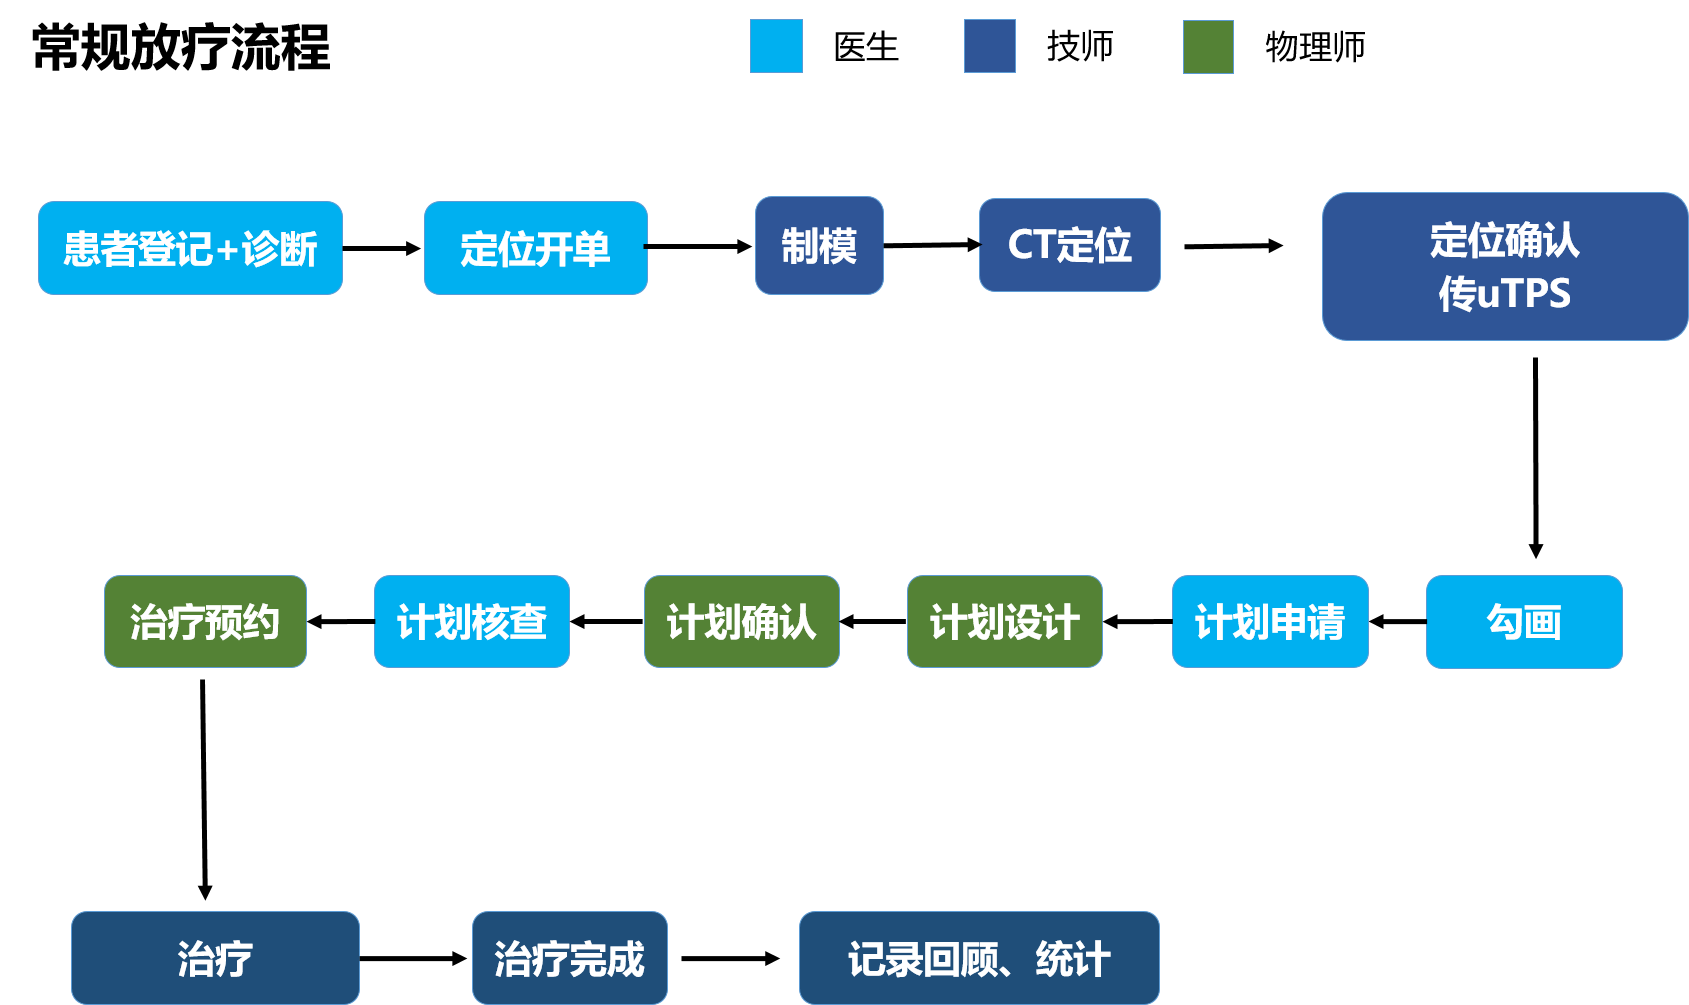 常规放疗流程
医生
技师
物理师
患者登记+诊断
定位开单
制模
CT定位
定位确认
传uTPS
治疗预约
计划核查
计划确认
计划设计
计划申请
勾画
治疗
治疗完成
记录回顾、统计